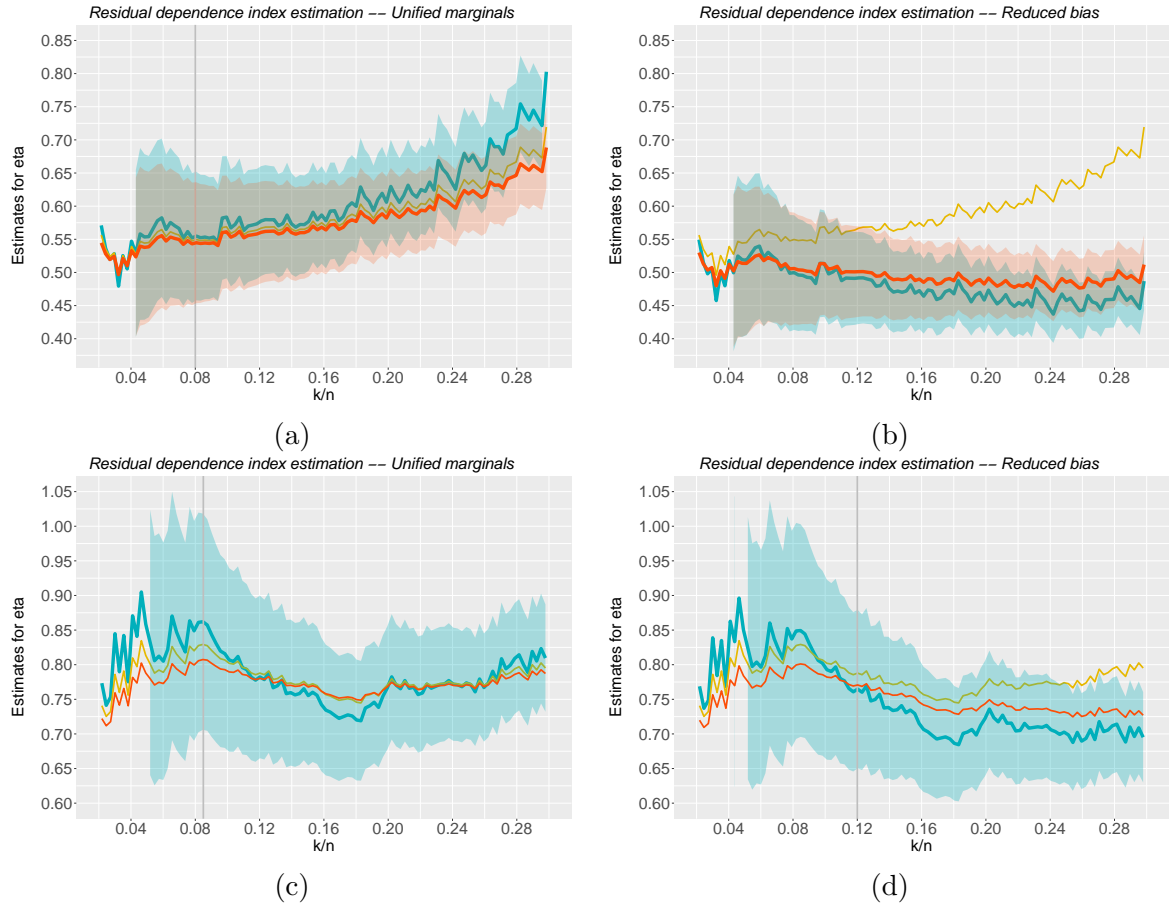 Residual dependence index estimation −− Unified marginals
Estimates for eta
0.85
0.80
0.75
0.70
0.65
0.60
0.55
0.50
0.45
0.40
0.04 0.08 0.12 0.16 0.20 0.24 0.28
k/n
(a)
Residual dependence index estimation −− Reduced bias
Estimates for eta
0.85
0.80
0.75
0.70
0.65
0.60
0.55
0.50
0.45
0.40
0.04 0.08 0.12 0.16 0.20 0.24 0.28
k/n
(b)
Residual dependence index estimation −− Unified marginals
Estimates for eta
1.05
1.00
0.95
0.90
0.85
0.80
0.75
0.70
0.65
0.60
0.04 0.08 0.12 0.16 0.20 0.24 0.28
k/n
(c)
Residual dependence index estimation −− Reduced bias
Estimates for eta
1.05
1.00
0.95
0.90
0.85
0.80
0.75
0.70
0.65
0.60
0.04 0.08 0.12 0.16 0.20 0.24 0.28
k/n
(d)